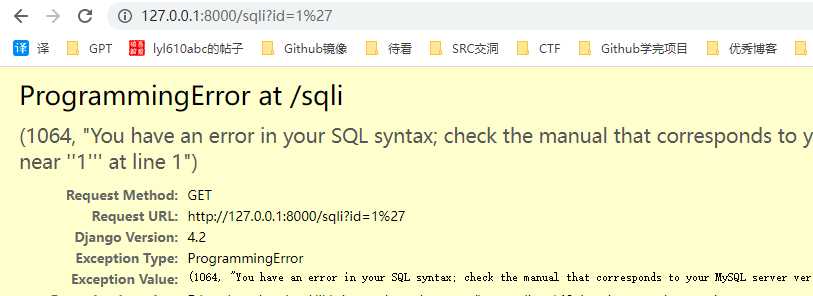 127.0.0.1:8000/sqli?id=1%27
译 译 GPT 破 lyl610abc的帖子 Github镜像 待看 SRC交洞 CTF Github学完项目 优秀博客
ProgrammingError at /sqli
(1064, "You have an error in your SQL syntax; check the manual that corresponds to y
near ''1''' at line 1")
Request Method: GET
Request URL: http://127.0.0.1:8000/sqli?id=1%27
Django Version: 4.2
Exception Type: ProgrammingError
Exception Value: (1064, "You have an error in your SQL syntax; check the manual that corresponds to your MySQL server ver